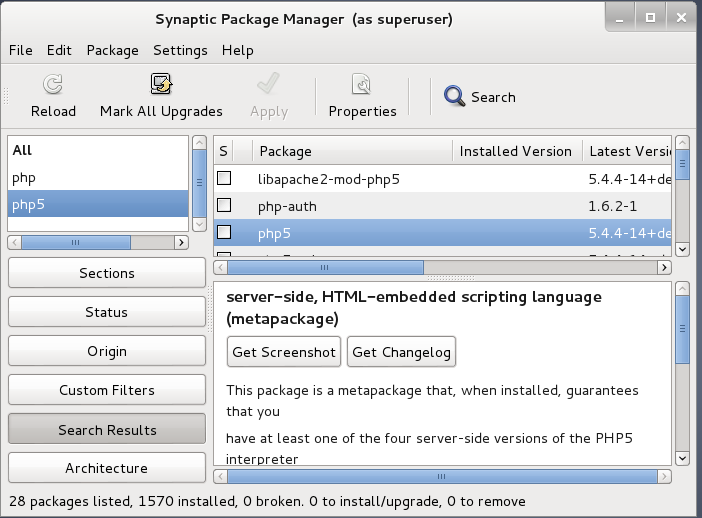 Synaptic Package Manager (as superuser)
File Edit Package Settings Help
Reload Mark All Upgrades Apply Properties Search
All
php
php5
S Package Installed Version Latest Versi
libapache2-mod-php5 5.4.4-14+de
php-auth 1.6.2-1
php5 5.4.4-14+de
Sections
Status
Origin
Custom Filters
Search Results
Architecture
server-side, HTML-embedded scripting language
(metapackage)
Get Screenshot Get Changelog
This package is a metapackage that, when installed, guarantees
that you
have at least one of the four server-side versions of the PHP5
interpreter
28 packages listed, 1570 installed, 0 broken. 0 to install/upgrade, 0 to remove